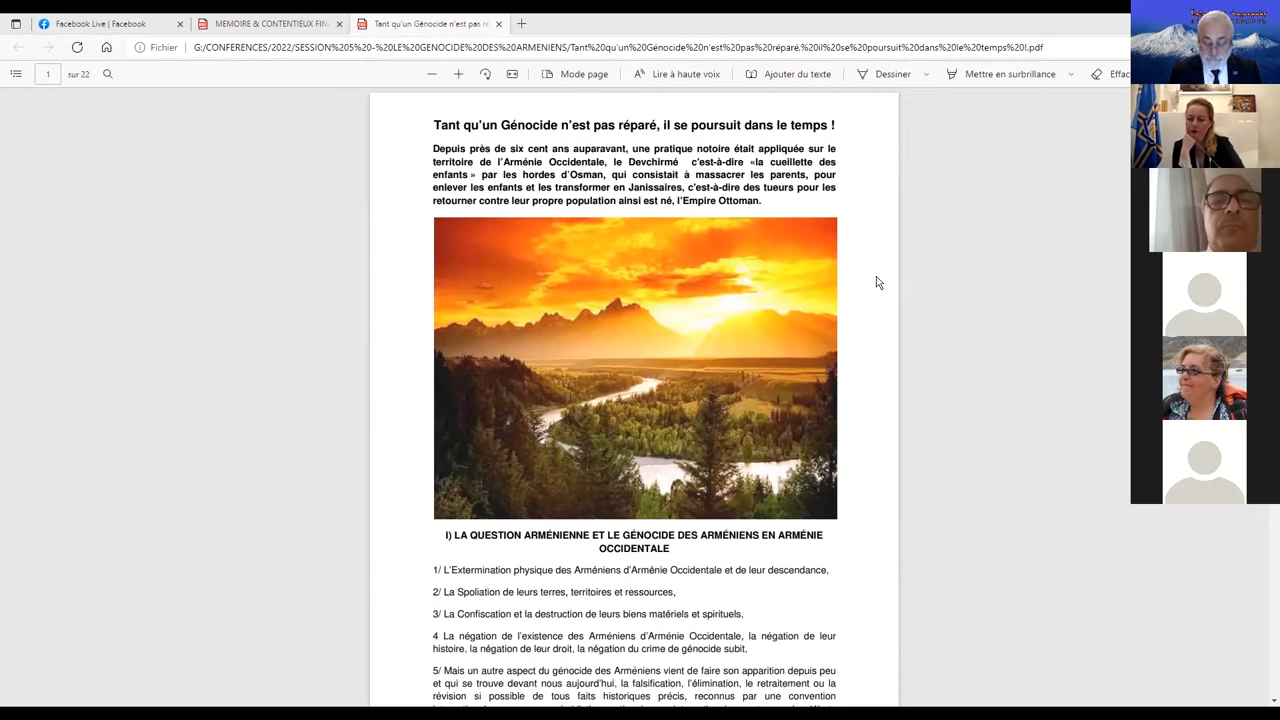 Facebook Live | Facebook
MEMOIRE & CONTENTIEUX FIN
Tant qu'un Génocide n'est pas ré
Fichier
G:/CONFERENCES/2022/SESSION%205%20-%20LE%20GENOCIDE%20DES%20ARMENIENS/Tant%20qu'un%20Génocide%20n'est%20pas%20réparé,%20il%20se%20poursuit%20dans%20le%20temps%20!.pdf
1 sur 22
Mode page
Lire à haute voix
Ajouter du texte
Dessiner
Mettre en surbrillance
Effac
Tant qu'un Génocide n'est pas réparé, il se poursuit dans le temps !
Depuis près de six cent ans auparavant, une pratique notoire était appliquée sur le
territoire de l'Arménie Occidentale, le Devchirmé c'est-à-dire «la cueillette des
enfants » par les hordes d'Osman, qui consistait à massacrer les parents, pour
enlever les enfants et les transformer en Janissaires, c'est-à-dire des tueurs pour les
retourner contre leur propre population ainsi est né, l'Empire Ottoman.
I) LA QUESTION ARMÉNIENNE ET LE GÉNOCIDE DES ARMÉNIENS EN ARMÉNIE
OCCIDENTALE
1/ L'Extermination physique des Arméniens d'Arménie Occidentale et de leur descendance,
2/ La Spoliation de leurs terres, territoires et ressources,
3/ La Confiscation et la destruction de leurs biens matériels et spirituels,
4 La négation de l'existence des Arméniens d'Arménie Occidentale, la négation de leur
histoire, la négation de leur droit, la négation du crime de génocide subit,
5/ Mais un autre aspect du génocide des Arméniens vient de faire son apparition depuis peu
et qui se trouve devant nous aujourd'hui, la falsification, l'élimination, le retraitement ou la
révision si possible de tous faits historiques précis, reconnus par une convention